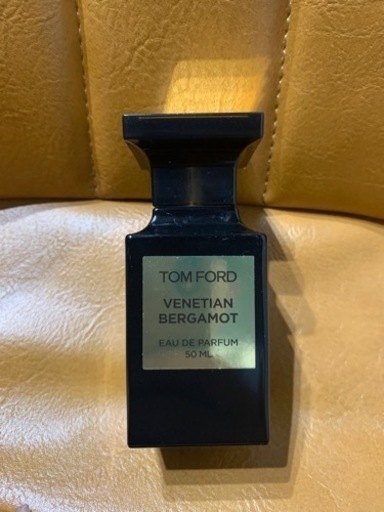 TOM FORD
VENETIAN
BERGAMOT
EAU DE PARFUM
50 ML